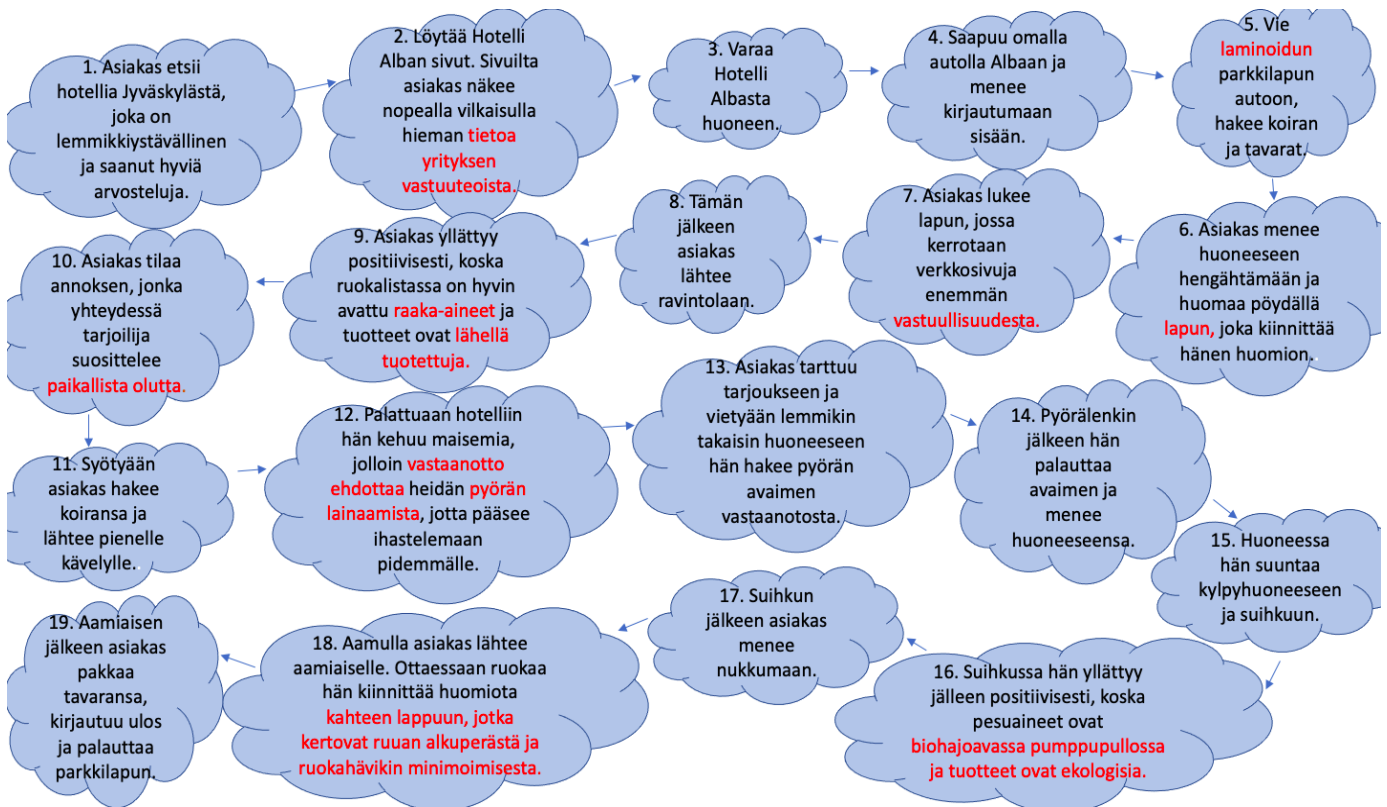 1. Asiakas etsii
hotellia Jyväskylästä,
joka on
lemmikkiystävällinen
ja saanut hyviä
arvosteluja.
2. Löytää Hotelli
Alban sivut. Sivuilta
asiakas näkee
nopealla vilkaisulla
hieman tietoa
yrityksen
vastuuteoista.
3. Varaa
Hotelli
Albasta
huoneen.
4. Saapuu omalla
autolla Albaan ja
menee
kirjautumaan
sisään.
5. Vie
laminoidun
parkkilapun
autoon,
hakee koiran
ja tavarat.
6. Asiakas menee
huoneeseen
hengähtämään ja
huomaa pöydällä
lapun, joka kiinnittää
hänen huomion..
7. Asiakas lukee
lapun, jossa
kerrotaan
verkkosivuja
enemmän
vastuullisuudesta.
8. Tämän
jälkeen
asiakas
lähtee
ravintolaan.
9. Asiakas yllättyy
positiivisesti, koska
ruokalistassa on hyvin
avattu raaka-aineet ja
tuotteet ovat lähellä
tuotettuja.
10. Asiakas tilaa
annoksen, jonka
yhteydessä
tarjoilija
suosittelee
paikallista olutta.
11. Syötyään
asiakas hakee
koiransa ja
lähtee pienelle
kävelylle..
12. Palattuaan hotelliin
hän kehuu maisemia,
jolloin vastaanotto
ehdottaa heidän pyörän
lainaamista, jotta pääsee
ihastelemaan
pidemmälle.
13. Asiakas tarttuu
tarjoukseen ja
vietyään lemmikin
takaisin huoneeseen
hän hakee pyörän
avaimen
vastaanotosta.
14. Pyörälenkin
jälkeen hän
palauttaa
avaimen ja
menee
huoneeseensa.
15. Huoneessa
hän suuntaa
kylpyhuoneeseen
ja suihkuun.
16. Suihkussa hän yllättyy
jälleen positiivisesti, koska
pesuaineet ovat
biohajoavassa pumppupullossa
ja tuotteet ovat ekologisia.
17. Suihkun
jälkeen asiakas
menee
nukkumaan.
18. Aamulla asiakas lähtee
aamiaiselle. Ottaessaan ruokaa
hän kiinnittää huomiota
kahteen lappuun, jotka
kertovat ruuan alkuperästä ja
ruokahävikin minimoimisesta.
19. Aamiaisen
jälkeen asiakas
pakkaa
tavaransa,
kirjautuu ulos
ja palauttaa
parkkilapun.